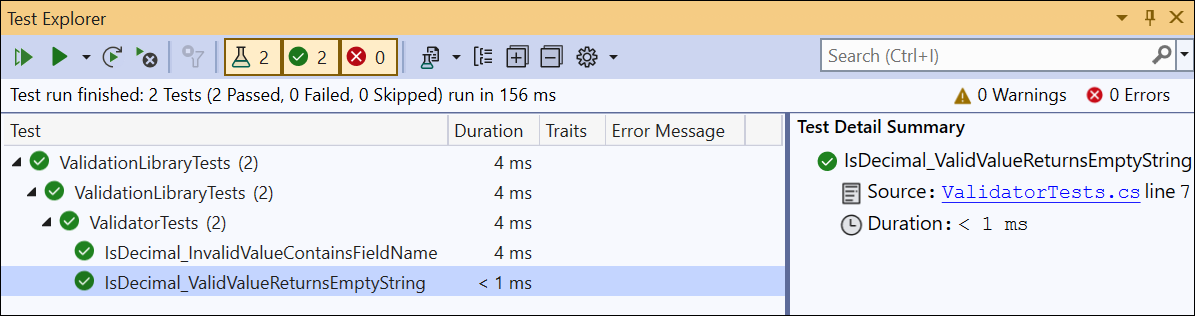 Test Explorer
2 2 0
Search (Ctrl+I)
Test run finished: 2 Tests (2 Passed, 0 Failed, 0 Skipped) run in 156 ms 0 Warnings 0 Errors
Test Duration Traits Error Message
ValidationLibraryTests (2) 4 ms
ValidationLibraryTests (2) 4 ms
ValidatorTests (2) 4 ms
IsDecimal_InvalidValueContainsFieldName 4 ms
IsDecimal_ValidValueReturnsEmptyString < 1 ms
Test Detail Summary
IsDecimal_ValidValueReturnsEmptyString
Source: ValidatorTests.cs line 7
Duration: < 1 ms